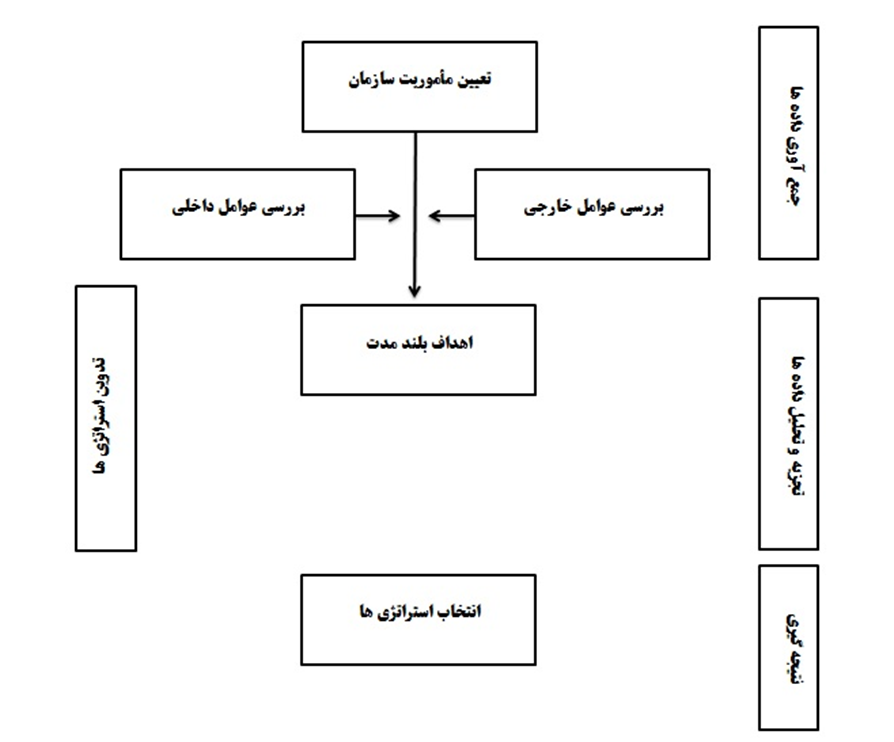 تعیین مأموریت سازمان
جمع آوری داده ها
بررسی عوامل خارجی
بررسی عوامل داخلی
اهداف بلند مدت
تجزیه و تحلیل داده ها
تدوین استراتژی ها
انتخاب استراتژی ها
نتیجه گیری